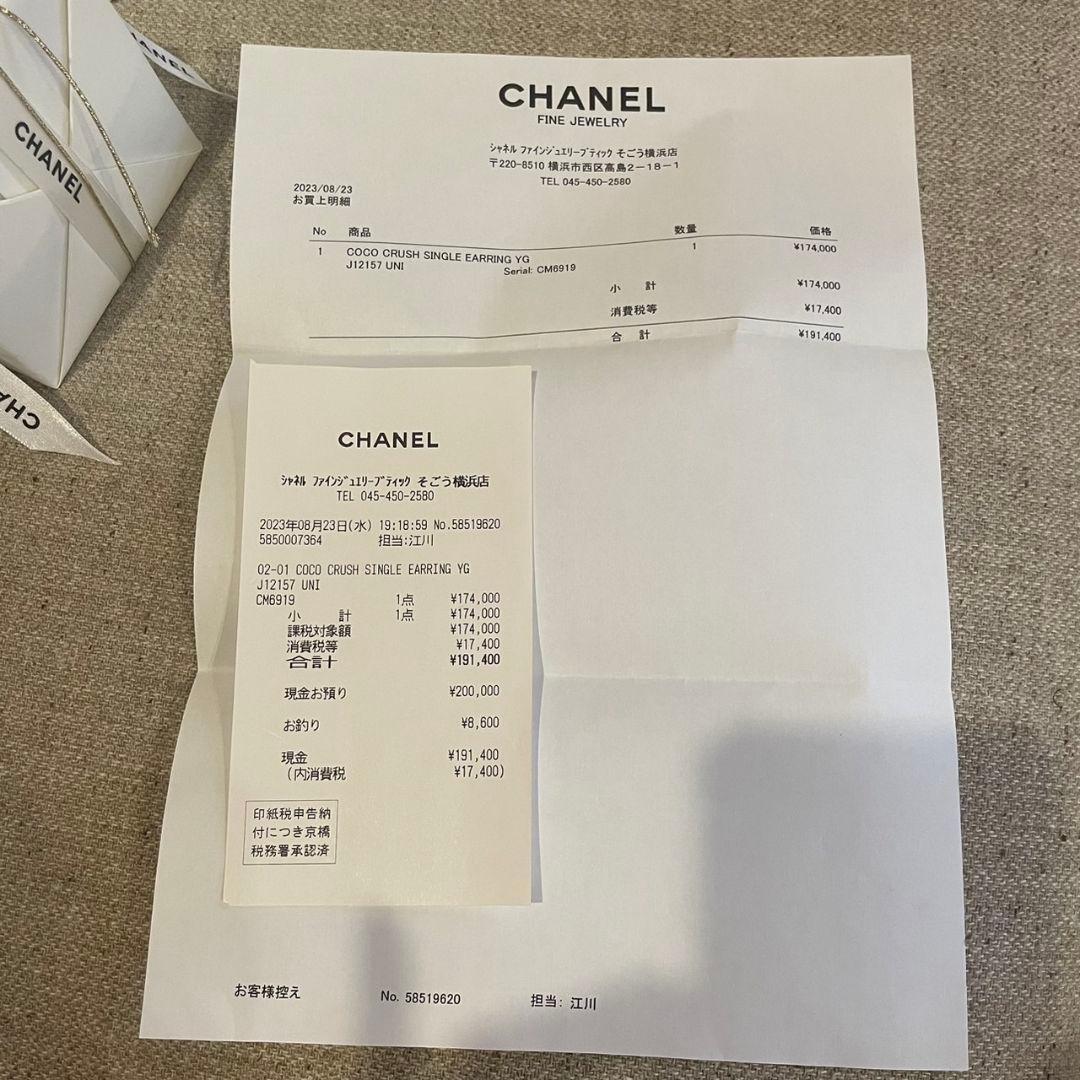 CHANEL
CHANEL
CHANEL
FINE JEWELRY
シャネル ファインジュエリーブティック そごう横浜店
〒220-8510 横浜市西区高島2-18-1
TEL 045-450-2580
2023/08/23
お買上明細
No 商品 数量 価格
1 COCO CRUSH SINGLE EARRING YG 1 ¥174,000
J12157 UNI Serial: CM6919
小 計 ¥174,000
消費税等 ¥17,400
合 計 ¥191,400
CHA
CHANEL
シャネル ファインジュエリーブティック そごう横浜店
TEL 045-450-2580
2023年08月23日(水) 19:18:59 No.58519620
5850007364 担当:江川
02-01 COCO CRUSH SINGLE EARRING YG
J12157 UNI
CM6919 1点 ¥174,000
小 計 1点 ¥174,000
課税対象額 ¥174,000
消費税等 ¥17,400
合計 ¥191,400
現金お預り ¥200,000
お釣り ¥8,600
現金 ¥191,400
(内消費税 ¥17,400)
印紙税申告納
付につき京橋
税務署承認済
お客様控え No. 58519620 担当: 江川